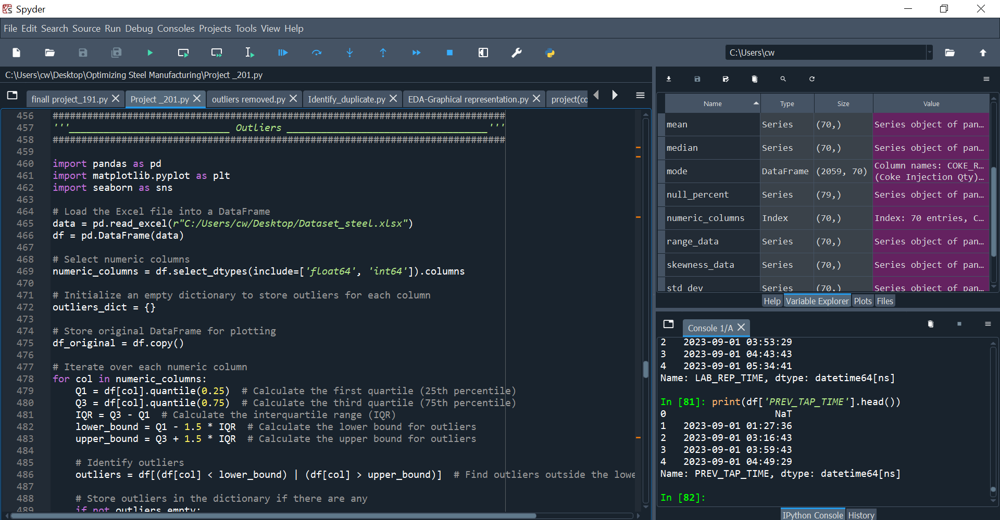 Spyder
File Edit Search Source Run Debug Consoles Projects Tools View Help
C:\Users\cw
C:\Users\cw\Desktop\Optimizing Steel Manufacturing\Project _201.py
finall project_191.py
Project _201.py
outliers removed.py
Identify_duplicate.py
EDA-Graphical representation.py
project(co
456 ###############################################################################
457 '''____________________________ Outliers ___________________________________'''
458 ###############################################################################
459
460 import pandas as pd
461 import matplotlib.pyplot as plt
462 import seaborn as sns
463
464 # Load the Excel file into a DataFrame
465 data = pd.read_excel(r"C:/Users/cw/Desktop/Dataset_steel.xlsx")
466 df = pd.DataFrame(data)
467
468 # Select numeric columns
469 numeric_columns = df.select_dtypes(include=['float64', 'int64']).columns
470
471 # Initialize an empty dictionary to store outliers for each column
472 outliers_dict = {}
473
474 # Store original DataFrame for plotting
475 df_original = df.copy()
476
477 # Iterate over each numeric column
478 for col in numeric_columns:
479     Q1 = df[col].quantile(0.25)  # Calculate the first quartile (25th percentile)
480     Q3 = df[col].quantile(0.75)  # Calculate the third quartile (75th percentile)
481     IQR = Q3 - Q1  # Calculate the interquartile range (IQR)
482     lower_bound = Q1 - 1.5 * IQR  # Calculate the lower bound for outliers
483     upper_bound = Q3 + 1.5 * IQR  # Calculate the upper bound for outliers
484
485     # Identify outliers
486     outliers = df[(df[col] < lower_bound) | (df[col] > upper_bound)]  # Find outliers outside the lowe
487
488     # Store outliers in the dictionary if there are any
489     if not outliers.empty:
Name Type Size Value
mean Series (70,) Series object of pan…
median Series (70,) Series object of pan…
mode DataFrame (2059, 70) Column names: COKE_R…
(Coke Injection Qty)…
null_percent Series (79,) Series object of pan…
numeric_columns Index (70,) Index: 70 entries, C…
range_data Series (70,) Series object of pan…
skewness_data Series (70,) Series object of pan…
std_dev Series (70,) Series object of pan…
Help Variable Explorer Plots Files
Console 1/A
2   2023-09-01 03:53:29
3   2023-09-01 04:43:43
4   2023-09-01 05:34:41
Name: LAB_REP_TIME, dtype: datetime64[ns]
In [81]: print(df['PREV_TAP_TIME'].head())
0                   NaT
1   2023-09-01 01:27:36
2   2023-09-01 03:16:43
3   2023-09-01 03:59:43
4   2023-09-01 04:49:29
Name: PREV_TAP_TIME, dtype: datetime64[ns]
In [82]:
IPython Console History